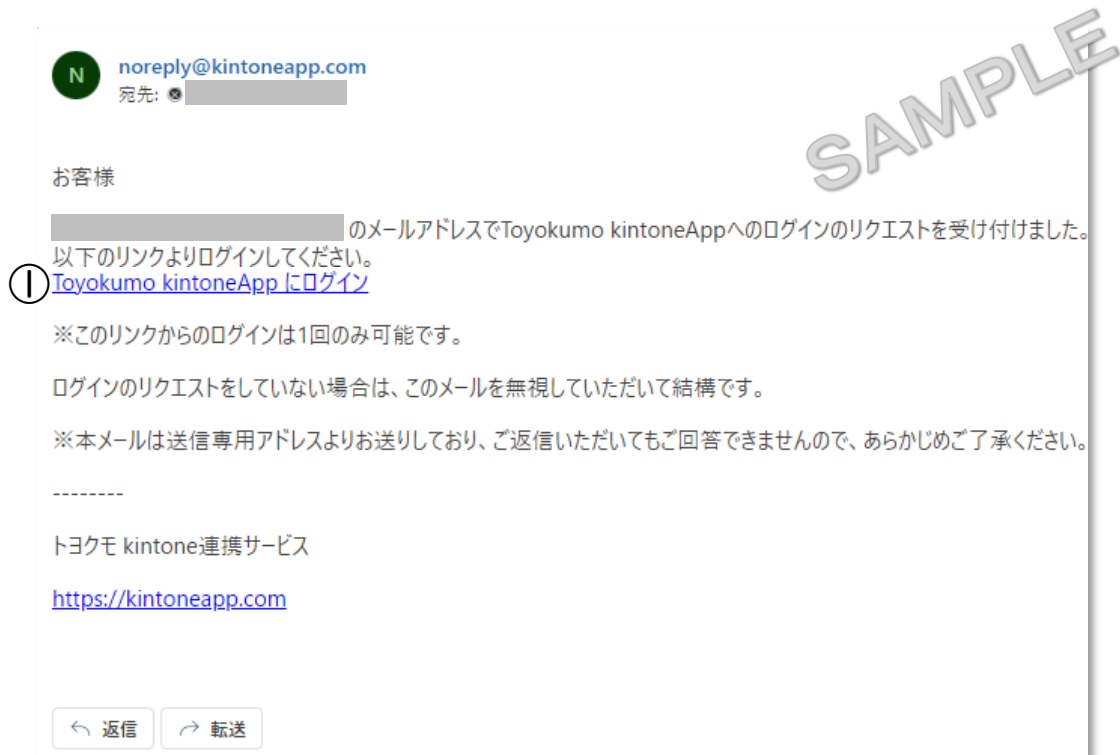 SAMPLE
N
noreply@kintoneapp.com
宛先:
お客様
のメールアドレスでToyokumo kintoneAppへのログインのリクエストを受け付けました。
以下のリンクよりログインしてください。
①Toyokumo kintoneApp にログイン
※このリンクからのログインは1回のみ可能です。
ログインのリクエストをしていない場合は、このメールを無視していただいて結構です。
※本メールは送信専用アドレスよりお送りしており、ご返信いただいてもご回答できませんので、あらかじめご了承ください。
--------
トヨクモ kintone連携サービス
https://kintoneapp.com
返信 転送